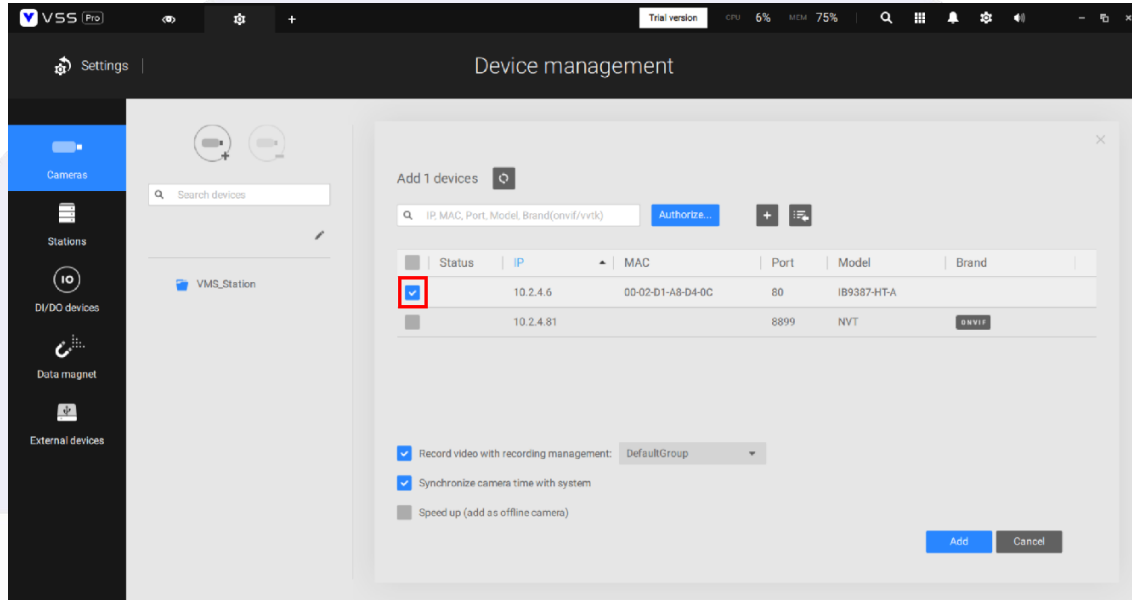 VSS Pro + Trial version CPU 6% MEM 75%
Settings Device management
Cameras
Stations
IO
DI/DO devices
Data magnet
External devices
Search devices
VMS_Station
Add 1 devices
IP, MAC, Port, Model, Brand(onvif/vvtk) Authorize... +
Status IP MAC Port Model Brand
10.2.4.6 00-02-D1-A8-D4-0C 80 IB9387-HT-A
10.2.4.81 8899 NVT ONVIF
Record video with recording management: DefaultGroup
Synchronize camera time with system
Speed up (add as offline camera)
Add Cancel